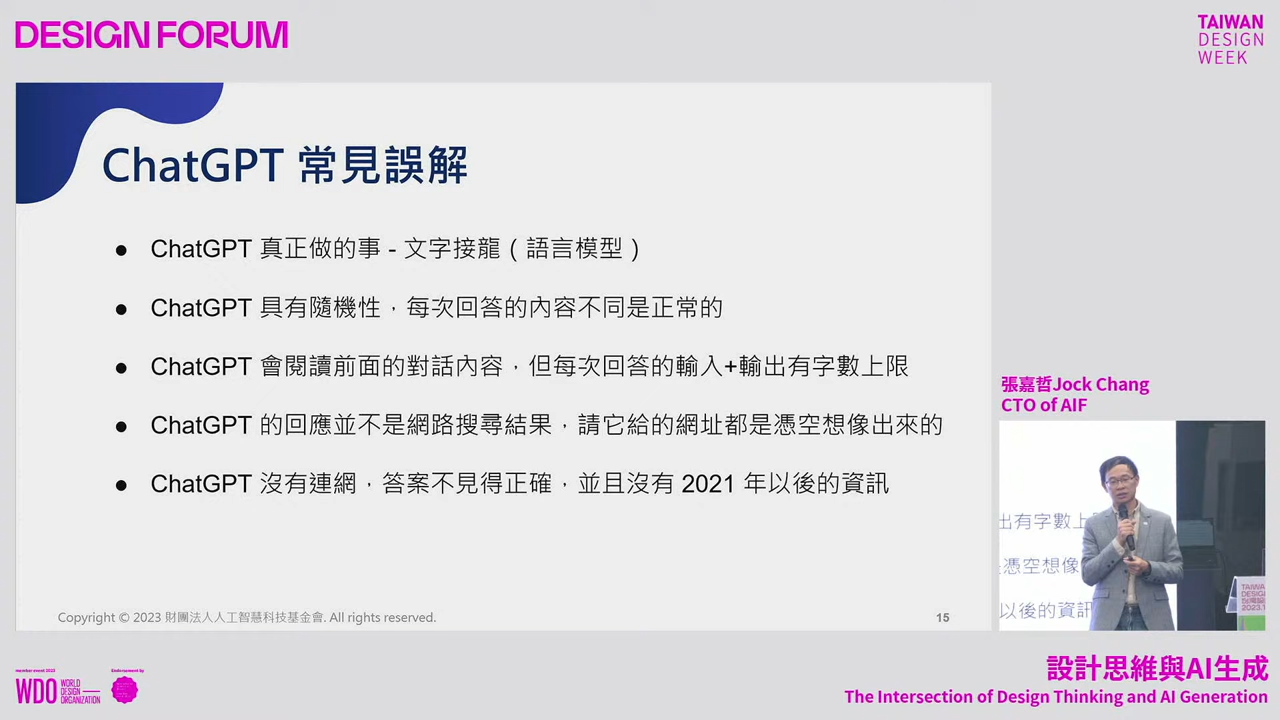 DESIGN FORUM
TAIWAN
DESIGN
WEEK
ChatGPT 常見誤解
● ChatGPT 真正做的事 - 文字接龍（語言模型）
● ChatGPT 具有隨機性，每次回答的內容不同是正常的
● ChatGPT 會閱讀前面的對話內容，但每次回答的輸入+輸出有字數上限
● ChatGPT 的回應並不是網路搜尋結果，請它給的網址都是憑空想像出來的
● ChatGPT 沒有連網，答案不見得正確，並且沒有 2021 年以後的資訊
Copyright © 2023 財團法人人工智慧科技基金會. All rights reserved.
15
張嘉哲Jock Chang
CTO of AIF
出有字數上
憑空想像
以後的資訊
TAIWAN
DESIGN
member event 2023
WDO
WORLD
DESIGN
ORGANIZATION
Endorsement by
設計思維與AI生成
The Intersection of Design Thinking and AI Generation